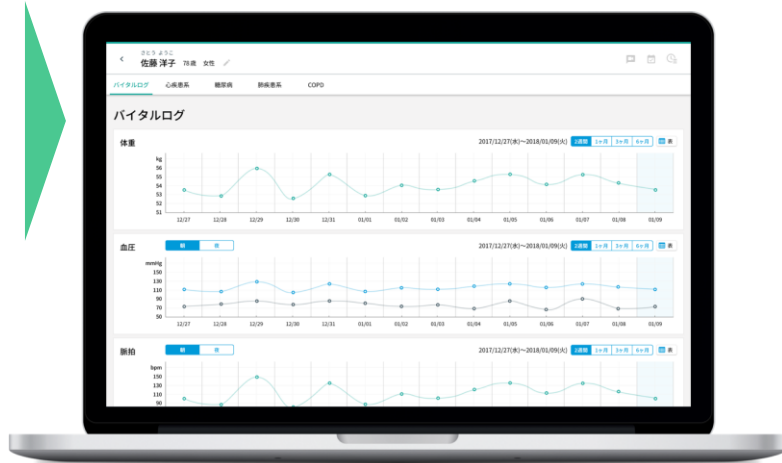 さとう ようこ
佐藤 洋子 78歳 女性
バイタルログ 心疾患系 糖尿病 肺疾患系 COPD
バイタルログ
体重 2017/12/27(水)~2018/01/09(火) 2週間 1ヶ月 3ヶ月 6ヶ月 表
kg
56
55
54
53
52
51
12/27 12/28 12/29 12/30 12/31 01/01 01/02 01/03 01/04 01/05 01/06 01/07 01/08 01/09
血圧 朝 夜 2017/12/27(水)~2018/01/09(火) 2週間 1ヶ月 3ヶ月 6ヶ月 表
mmHg
150
130
110
90
70
50
12/27 12/28 12/29 12/30 12/31 01/01 01/02 01/03 01/04 01/05 01/06 01/07 01/08 01/09
脈拍 朝 夜 2017/12/27(水)~2018/01/09(火) 2週間 1ヶ月 3ヶ月 6ヶ月 表
bpm
150
130
110
90